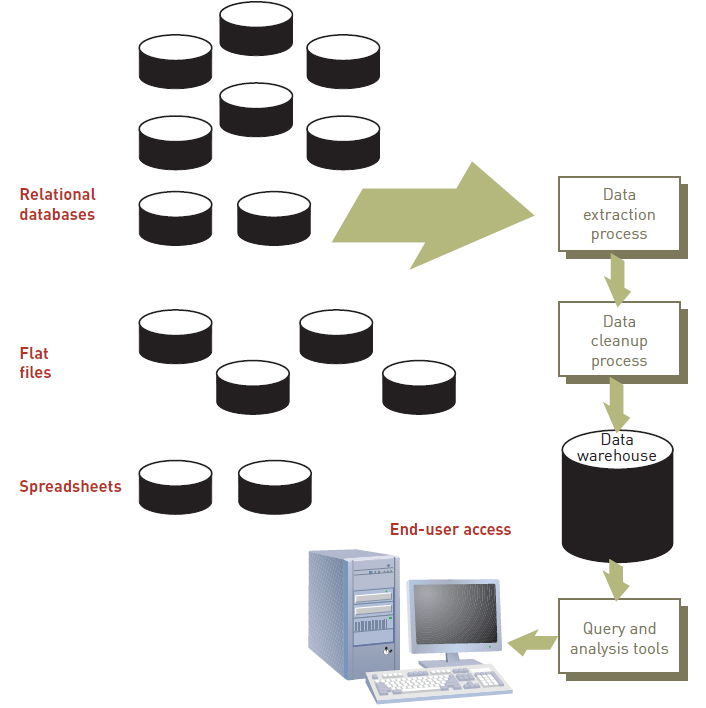 Relational
databases
Data
extraction
process
Flat
files
Data
cleanup
process
Spreadsheets
Data
warehouse
End-user access
Query and
analysis tools